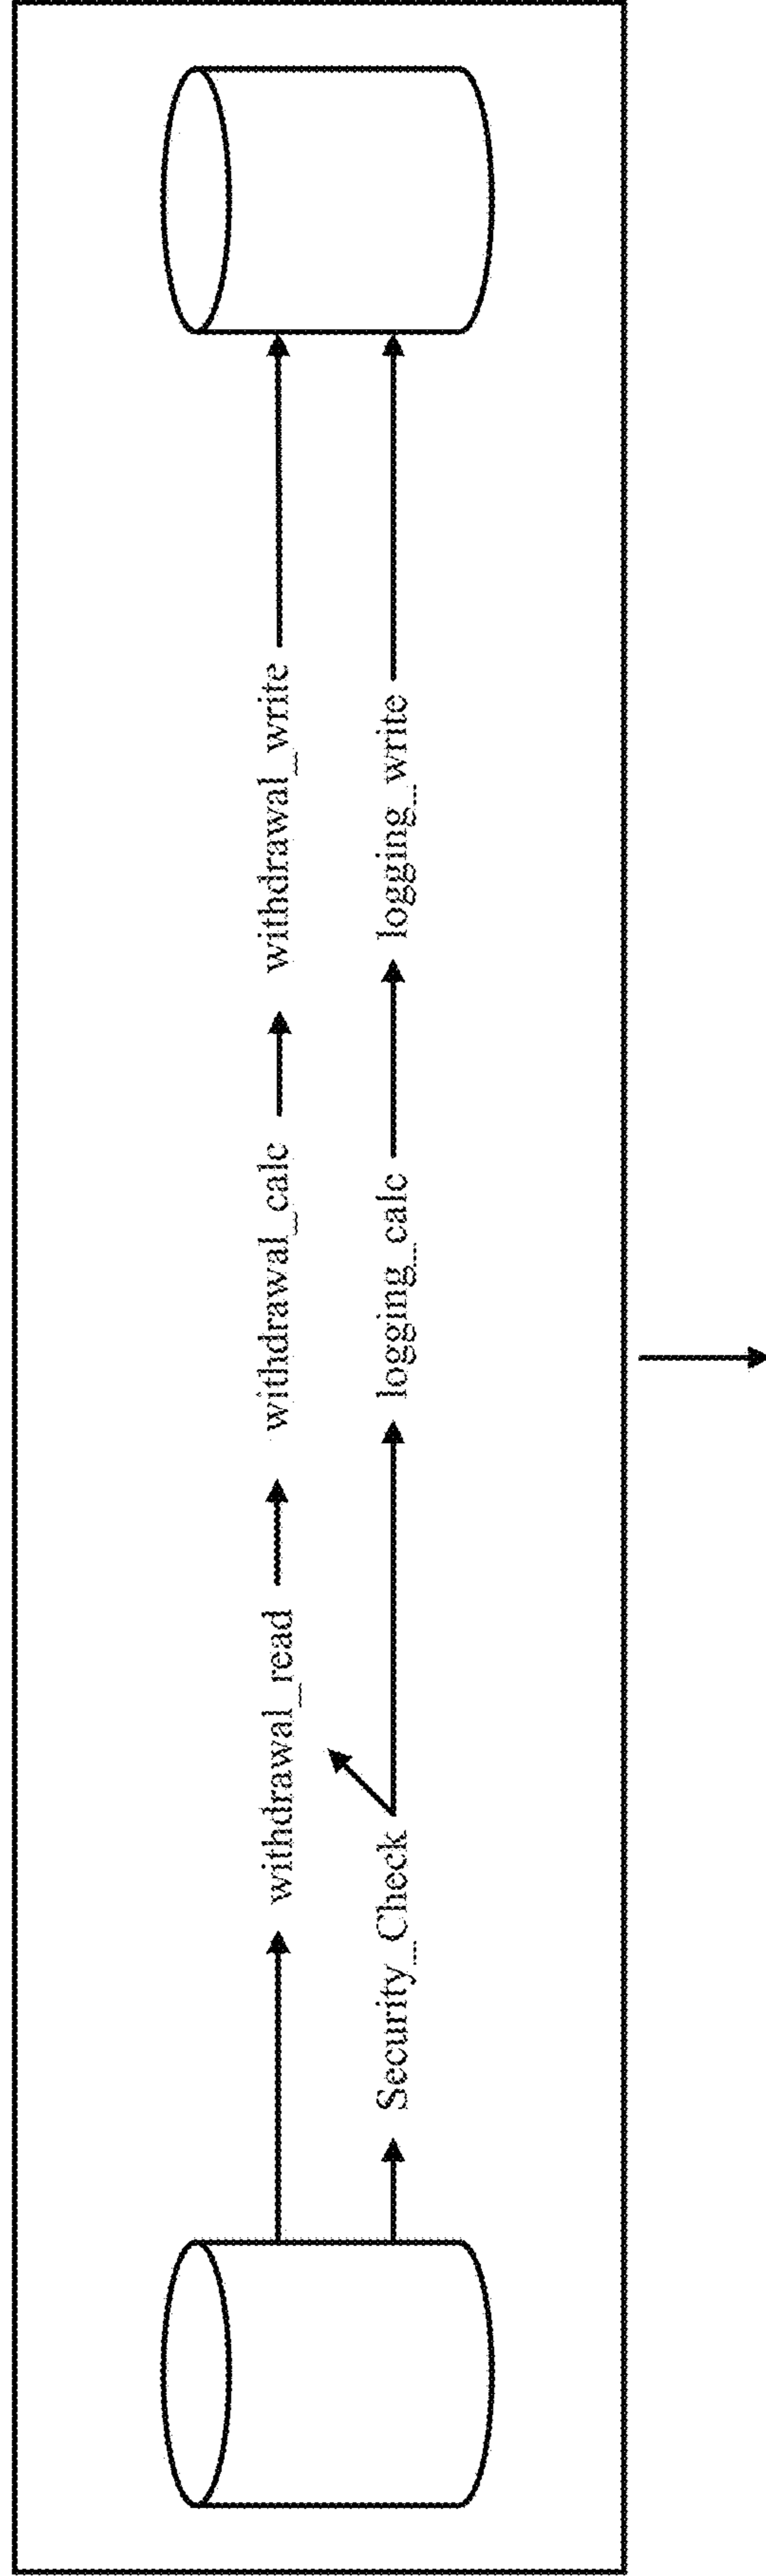 withdrawal_read
withdrawal_calc
withdrawal_write
Security_Check
logging_calc
logging_write